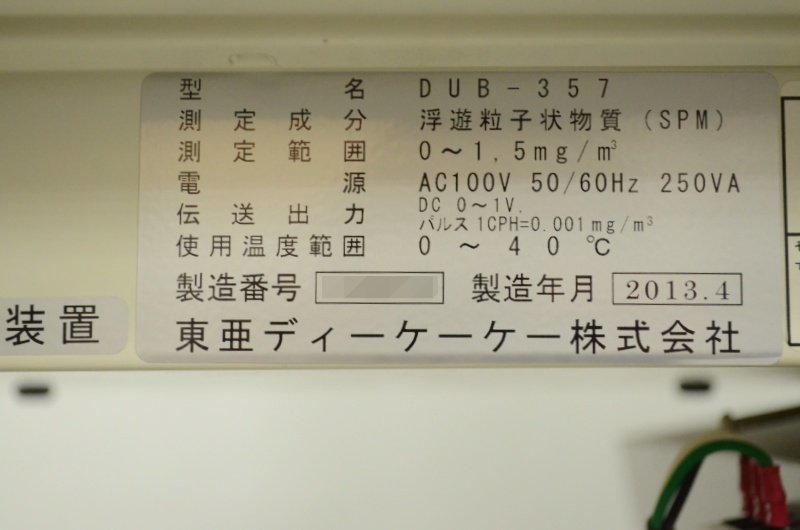 型名 DUB-357
測定成分 浮遊粒子状物質(SPM)
測定範囲 0～1.5mg/m³
電源 AC100V 50/60Hz 250VA
伝送出力 DC 0～1V.
パルス1CPH=0.001mg/m³
使用温度範囲 0～40℃
製造番号 製造年月 2013.4
東亜ディーケーケー株式会社
装置